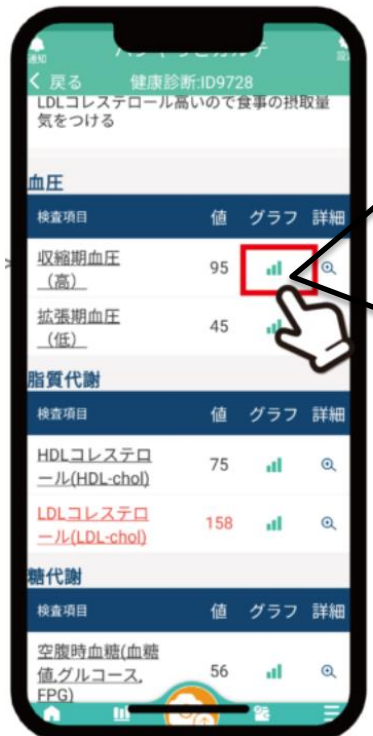 通知
戻る 健康診断:ID9728
LDLコレステロール高いので食事の摂取量
気をつける
血圧
検査項目 値 グラフ 詳細
収縮期血圧
(高) 95
拡張期血圧
(低) 45
脂質代謝
検査項目 値 グラフ 詳細
HDLコレステロ
ール(HDL-chol) 75
LDLコレステロ
ール(LDL-chol) 158
糖代謝
検査項目 値 グラフ 詳細
空腹時血糖(血糖
値,グルコース,
FPG) 56